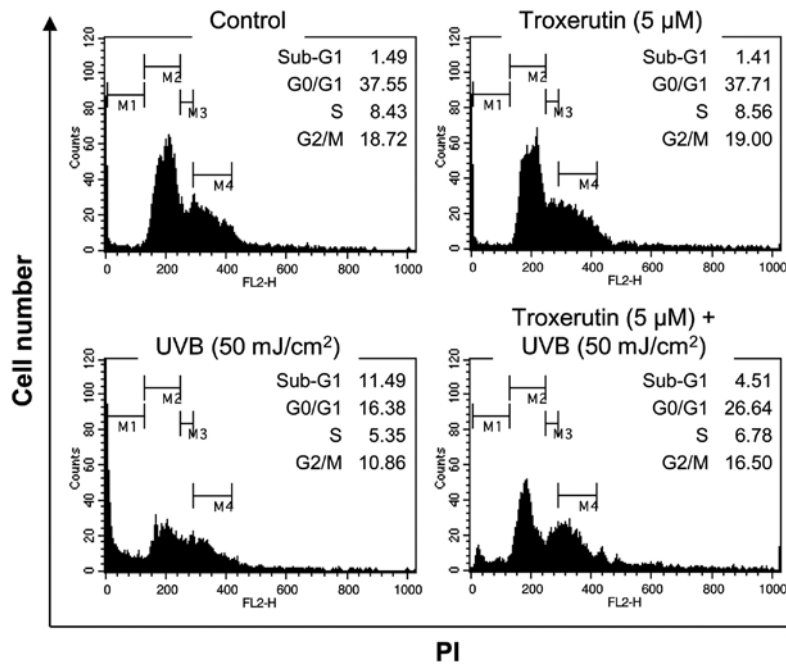 Control
Sub-G1 1.49
G0/G1 37.55
S 8.43
G2/M 18.72
M1
M2
M3
M4
Counts
0 20 40 60 80 100 120
0 200 400 600 800 1000
FL2-H
Troxerutin (5 µM)
Sub-G1 1.41
G0/G1 37.71
S 8.56
G2/M 19.00
M1
M2
M3
M4
Counts
0 20 40 60 80 100 120
0 200 400 600 800 1000
FL2-H
UVB (50 mJ/cm²)
Sub-G1 11.49
G0/G1 16.38
S 5.35
G2/M 10.86
M1
M2
M3
M4
Counts
0 20 40 60 80 100 120
0 200 400 600 800 1000
FL2-H
Troxerutin (5 µM) +
UVB (50 mJ/cm²)
Sub-G1 4.51
G0/G1 26.64
S 6.78
G2/M 16.50
M1
M2
M3
M4
Counts
0 20 40 60 80 100 120
0 200 400 600 800 1000
FL2-H
Cell number
PI